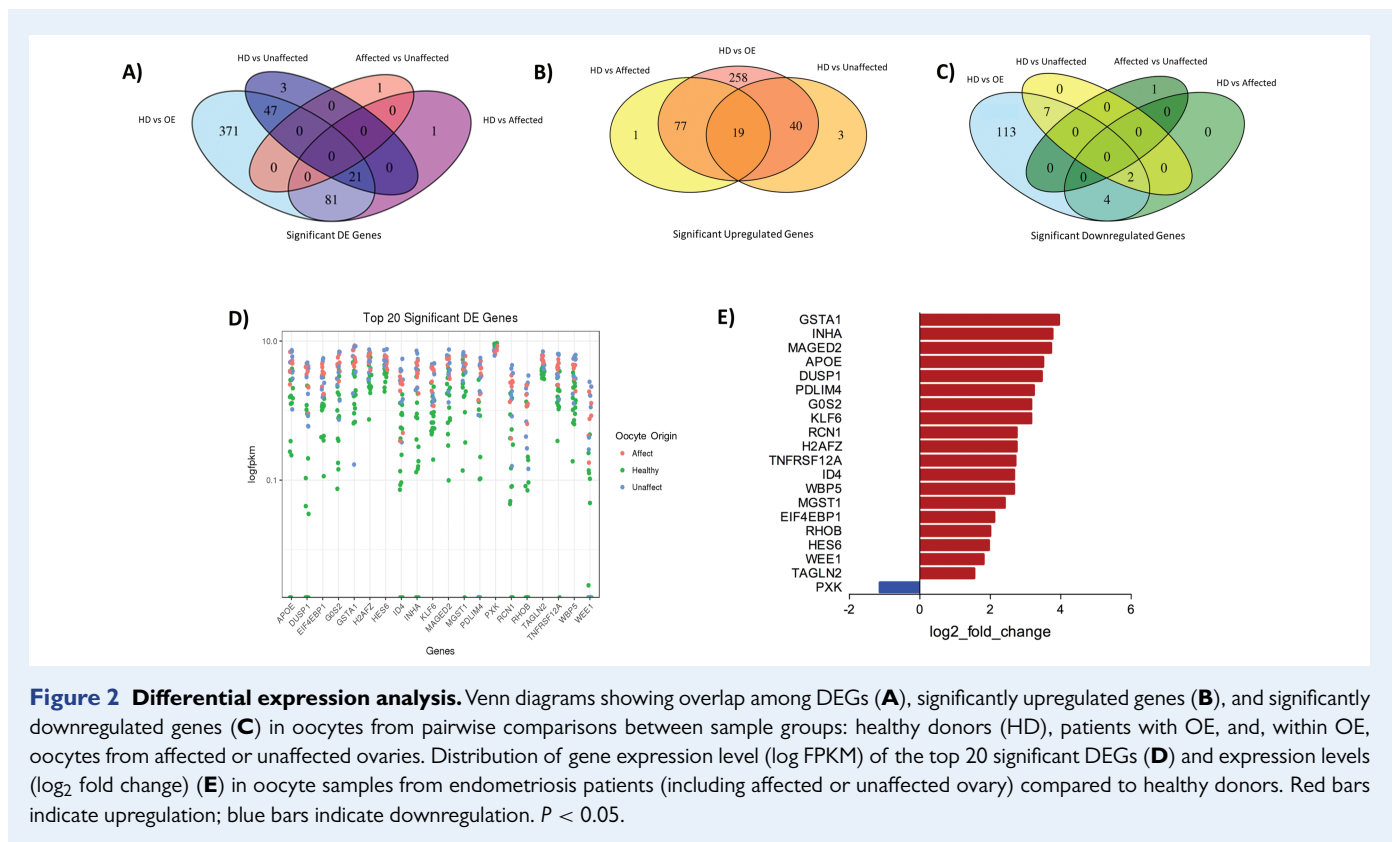 A)
HD vs Unaffected
Affected vs Unaffected
HD vs OE
HD vs Affected
3
1
47
0
0
371
0
0
1
0
0
0
0
21
81
Significant DE Genes
B)
HD vs OE
HD vs Affected
HD vs Unaffected
258
1
77
19
40
3
Significant Upregulated Genes
C)
HD vs Unaffected
Affected vs Unaffected
HD vs OE
HD vs Affected
0
1
7
0
0
113
0
0
0
0
0
0
0
2
4
Significant Downregulated Genes
D)
Top 20 Significant DE Genes
10.0
0.1
logfpkm
APOE
DUSP1
EIF4EBP1
G0S2
GSTA1
H2AFZ
HES6
ID4
INHA
KLF6
MAGED2
MGST1
PDLIM4
PXK
RCN1
RHOB
TAGLN2
TNFRSF12A
WBP5
WEE1
Genes
Oocyte Origin
Affect
Healthy
Unaffect
E)
GSTA1
INHA
MAGED2
APOE
DUSP1
PDLIM4
G0S2
KLF6
RCN1
H2AFZ
TNFRSF12A
ID4
WBP5
MGST1
EIF4EBP1
RHOB
HES6
WEE1
TAGLN2
PXK
-2 0 2 4 6
log2_fold_change
Figure 2 Differential expression analysis. Venn diagrams showing overlap among DEGs (A), significantly upregulated genes (B), and significantly
downregulated genes (C) in oocytes from pairwise comparisons between sample groups: healthy donors (HD), patients with OE, and, within OE,
oocytes from affected or unaffected ovaries. Distribution of gene expression level (log FPKM) of the top 20 significant DEGs (D) and expression levels
(log2 fold change) (E) in oocyte samples from endometriosis patients (including affected or unaffected ovary) compared to healthy donors. Red bars
indicate upregulation; blue bars indicate downregulation. P < 0.05.